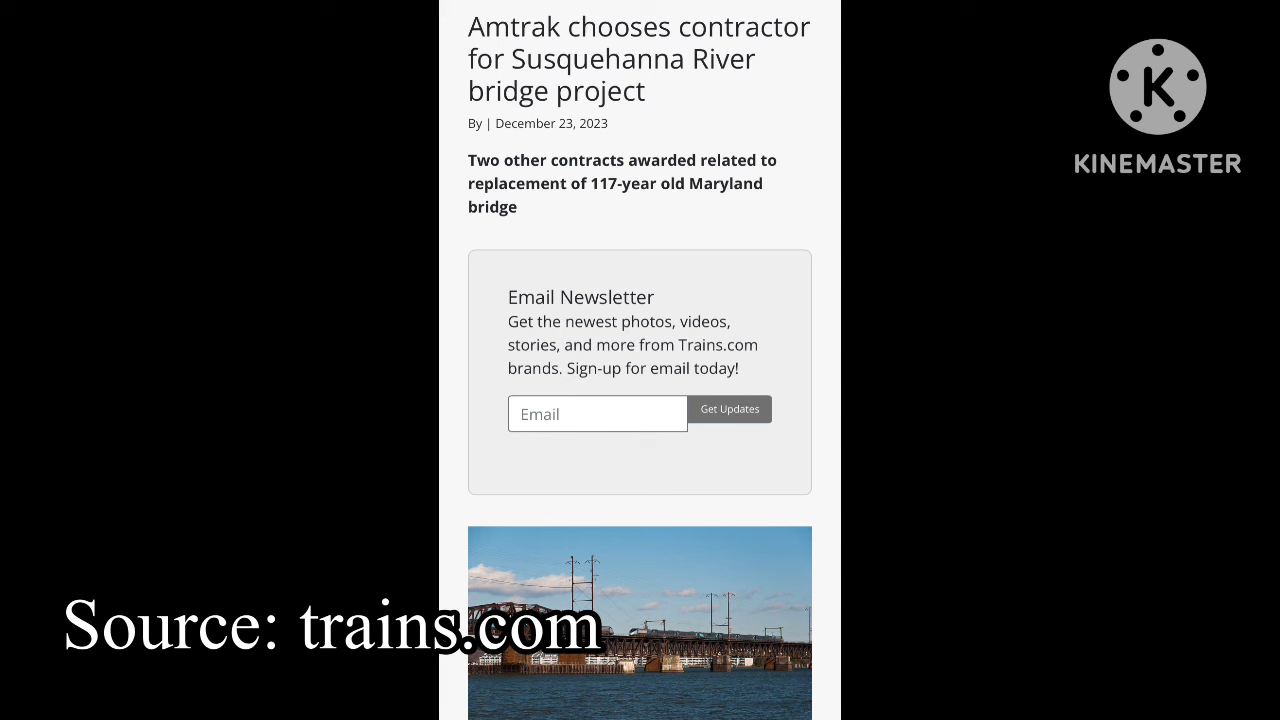 Amtrak chooses contractor
for Susquehanna River
bridge project
By | December 23, 2023
Two other contracts awarded related to
replacement of 117-year old Maryland
bridge
Email Newsletter
Get the newest photos, videos,
stories, and more from Trains.com
brands. Sign-up for email today!
Email
Get Updates
Source: trains.com
K
KINEMASTER